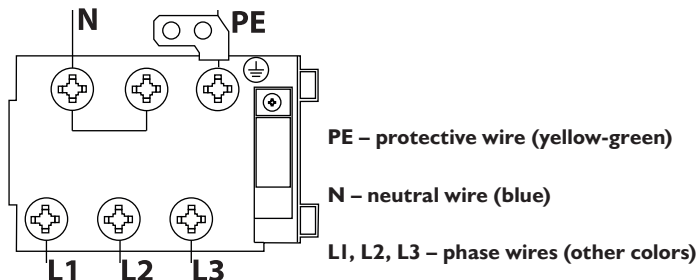 N PE
PE – protective wire (yellow-green)
N – neutral wire (blue)
L1, L2, L3 – phase wires (other colors)
L1 L2 L3